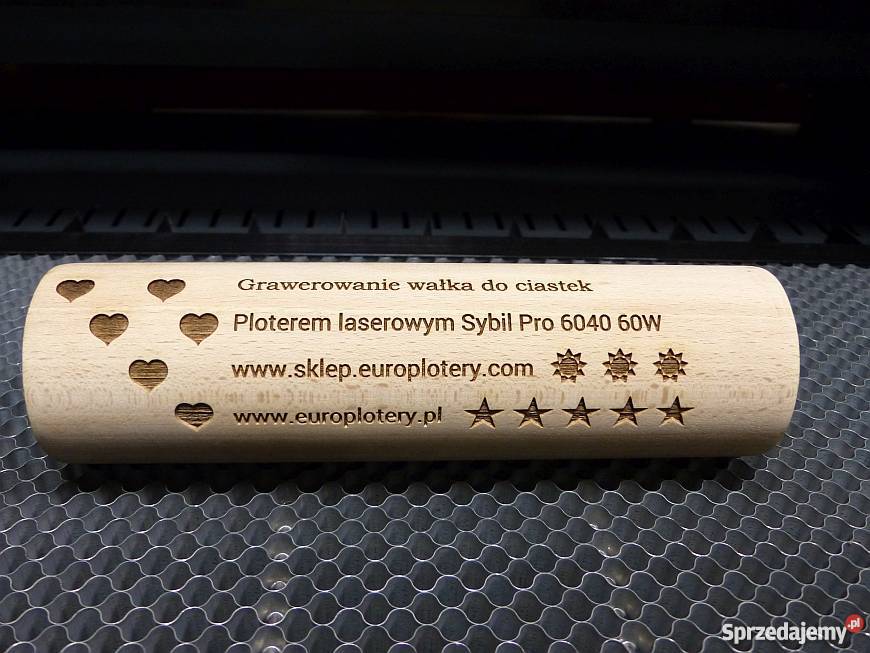 Grawerowanie wałka do ciastek
Ploterem laserowym Sybil Pro 6040 60W
www.sklep.europlotery.com
www.europlotery.pl
Sprzedajemy.pl